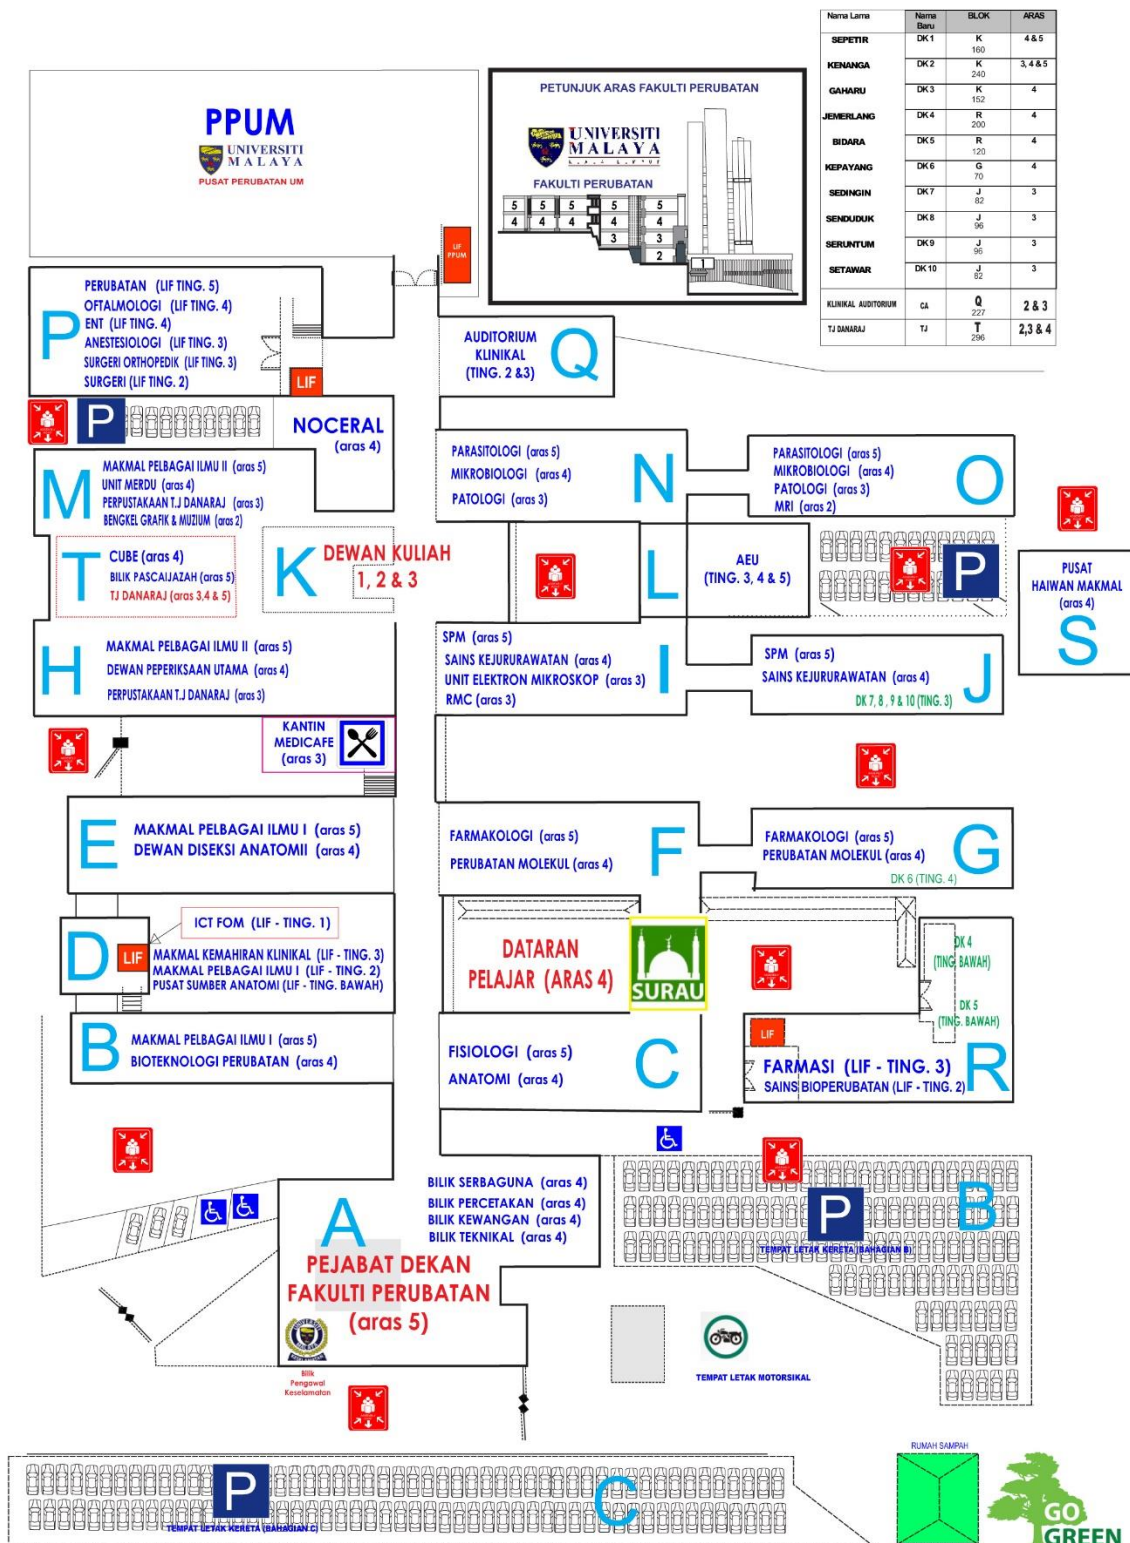 Nama Lama Nama Baru BLOK ARAS
SEPETIR DK 1 K 160 4 & 5
KENANGA DK 2 K 240 3, 4 & 5
GAHARU DK 3 K 152 4
JEMERLANG DK 4 R 200 4
BIDARA DK 5 R 120 4
KEPAYANG DK 6 G 70 4
SEDINGIN DK 7 J 82 3
SENDUDUK DK 8 J 96 3
SERUNTUM DK 9 J 96 3
SETAWAR DK 10 J 82 3
KLINIKAL AUDITORIUM CA Q 227 2 & 3
TJ DANARAJ TJ T 296 2,3 & 4
PPUM
UNIVERSITI
MALAYA
PUSAT PERUBATAN UM
PETUNJUK ARAS FAKULTI PERUBATAN
UNIVERSITI
MALAYA
FAKULTI PERUBATAN
5 5 5 5 5
4 4 4 4 4
3 3
2
1
LIF
PPUM
P
PERUBATAN (LIF TING. 5)
OFTALMOLOGI (LIF TING. 4)
ENT (LIF TING. 4)
ANESTESIOLOGI (LIF TING. 3)
SURGERI ORTHOPEDIK (LIF TING. 3)
SURGERI (LIF TING. 2)
LIF
AUDITORIUM
KLINIKAL
(TING. 2 &3)
Q
P
NOCERAL
(aras 4)
M
MAKMAL PELBAGAI ILMU II (aras 5)
UNIT MERDU (aras 4)
PERPUSTAKAAN T.J DANARAJ (aras 3)
BENGKEL GRAFIK & MUZIUM (aras 2)
PARASITOLOGI (aras 5)
MIKROBIOLOGI (aras 4)
PATOLOGI (aras 3)
N
PARASITOLOGI (aras 5)
MIKROBIOLOGI (aras 4)
PATOLOGI (aras 3)
MRI (aras 2)
O
T
CUBE (aras 4)
BILIK PASCAIJAZAH (aras 5)
TJ DANARAJ (aras 3,4 & 5)
K
DEWAN KULIAH
1, 2 & 3
L
AEU
(TING. 3, 4 & 5)
P
PUSAT
HAIWAN MAKMAL
(aras 4)
S
H
MAKMAL PELBAGAI ILMU II (aras 5)
DEWAN PEPERIKSAAN UTAMA (aras 4)
PERPUSTAKAAN T.J DANARAJ (aras 3)
SPM (aras 5)
SAINS KEJURURAWATAN (aras 4)
UNIT ELEKTRON MIKROSKOP (aras 3)
RMC (aras 3)
I
SPM (aras 5)
SAINS KEJURURAWATAN (aras 4)
DK 7, 8 , 9 & 10 (TING. 3)
J
KANTIN
MEDICAFE
(aras 3)
E
MAKMAL PELBAGAI ILMU I (aras 5)
DEWAN DISEKSI ANATOMII (aras 4)
FARMAKOLOGI (aras 5)
PERUBATAN MOLEKUL (aras 4)
F
FARMAKOLOGI (aras 5)
PERUBATAN MOLEKUL (aras 4)
DK 6 (TING. 4)
G
D
LIF
ICT FOM (LIF - TING. 1)
MAKMAL KEMAHIRAN KLINIKAL (LIF - TING. 3)
MAKMAL PELBAGAI ILMU I (LIF - TING. 2)
PUSAT SUMBER ANATOMI (LIF - TING. BAWAH)
DATARAN
PELAJAR (ARAS 4)
SURAU
DK 4
(TING. BAWAH)
DK 5
(TING. BAWAH)
B
MAKMAL PELBAGAI ILMU I (aras 5)
BIOTEKNOLOGI PERUBATAN (aras 4)
FISIOLOGI (aras 5)
ANATOMI (aras 4)
C
LIF
FARMASI (LIF - TING. 3)
SAINS BIOPERUBATAN (LIF - TING. 2)
R
A
BILIK SERBAGUNA (aras 4)
BILIK PERCETAKAN (aras 4)
BILIK KEWANGAN (aras 4)
BILIK TEKNIKAL (aras 4)
PEJABAT DEKAN
FAKULTI PERUBATAN
(aras 5)
Bilik
Pengawal
Keselamatan
P
B
TEMPAT LETAK KERETA (BAHAGIAN B)
TEMPAT LETAK MOTORSIKAL
P
C
TEMPAT LETAK KERETA (BAHAGIAN C)
RUMAH SAMPAH
GO
GREEN